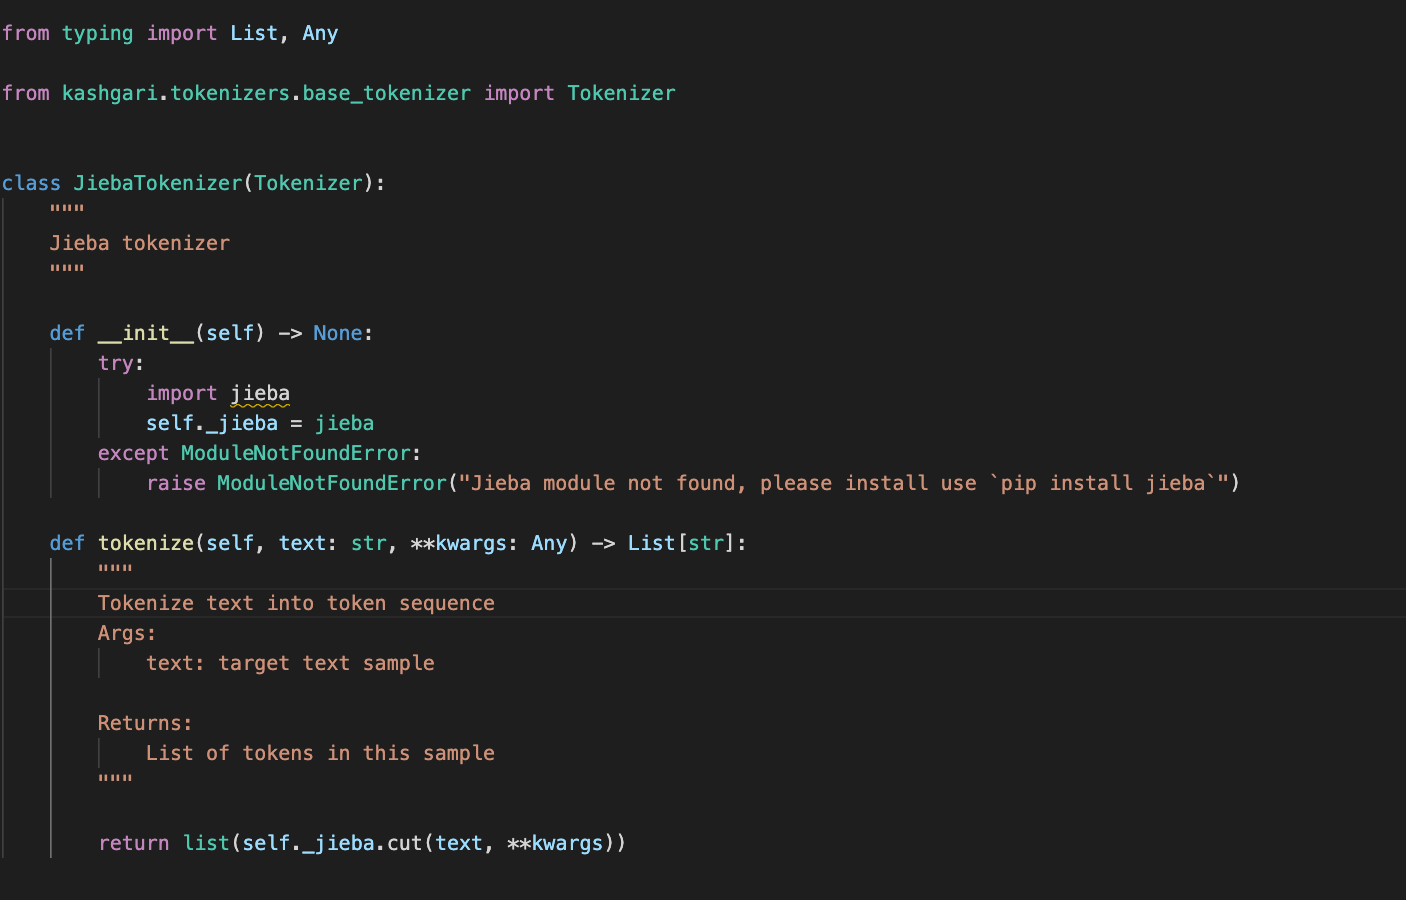 from typing import List, Any
from kashgari.tokenizers.base_tokenizer import Tokenizer
class JiebaTokenizer(Tokenizer):
    """
    Jieba tokenizer
    """
    def __init__(self) -> None:
        try:
            import jieba
            self._jieba = jieba
        except ModuleNotFoundError:
            raise ModuleNotFoundError("Jieba module not found, please install use `pip install jieba`")
    def tokenize(self, text: str, **kwargs: Any) -> List[str]:
        """
        Tokenize text into token sequence
        Args:
            text: target text sample
        Returns:
            List of tokens in this sample
        """
        return list(self._jieba.cut(text, **kwargs))